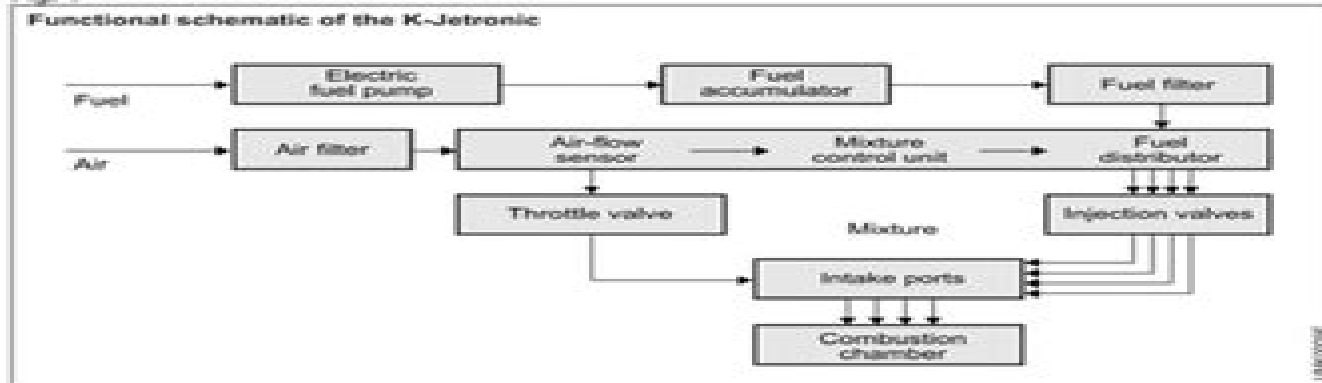 Functional schematic of the K-Jetronic
Fuel
Electric
fuel pump
Fuel
accumulator
Fuel filter
Air
Air filter
Air-flow
sensor
Mixture
control unit
Fuel
distributor
Throttle valve
Injection valves
Mixture
Intake ports
Combustion
chamber